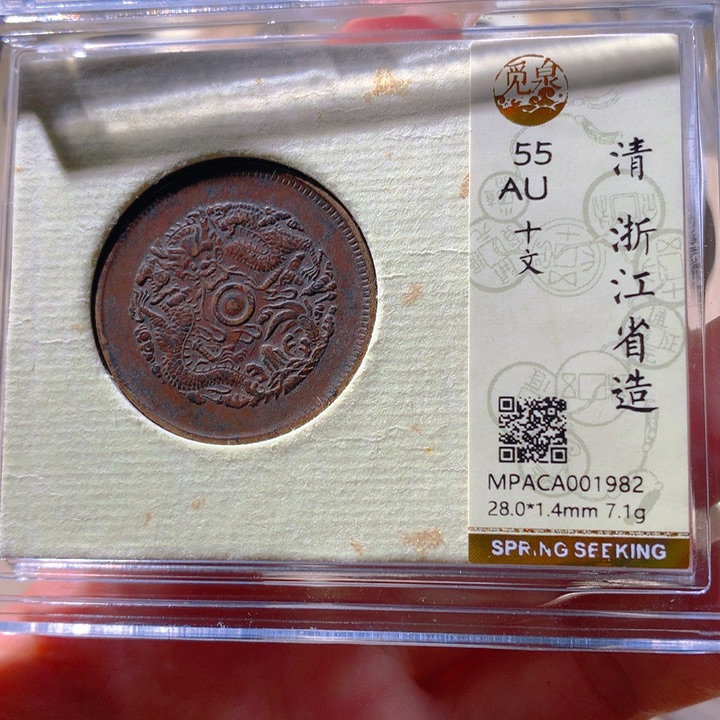 觅泉
55
AU
十文
清 浙江省造
MPACA001982
28.0*1.4mm 7.1g
SPRING SEEKING